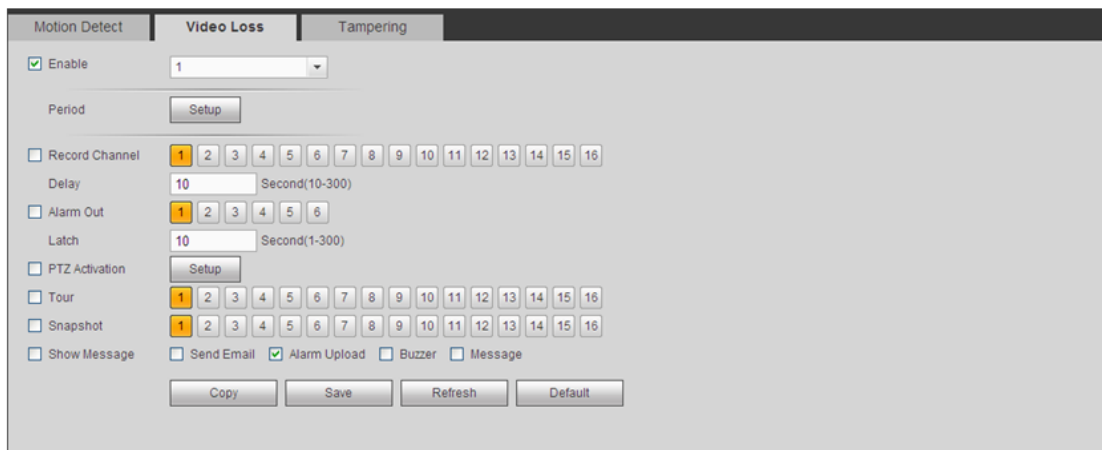 Motion Detect Video Loss Tampering
Enable 1
Period Setup
Record Channel 1 2 3 4 5 6 7 8 9 10 11 12 13 14 15 16
Delay 10 Second(10-300)
Alarm Out 1 2 3 4 5 6
Latch 10 Second(1-300)
PTZ Activation Setup
Tour 1 2 3 4 5 6 7 8 9 10 11 12 13 14 15 16
Snapshot 1 2 3 4 5 6 7 8 9 10 11 12 13 14 15 16
Show Message Send Email Alarm Upload Buzzer Message
Copy Save Refresh Default